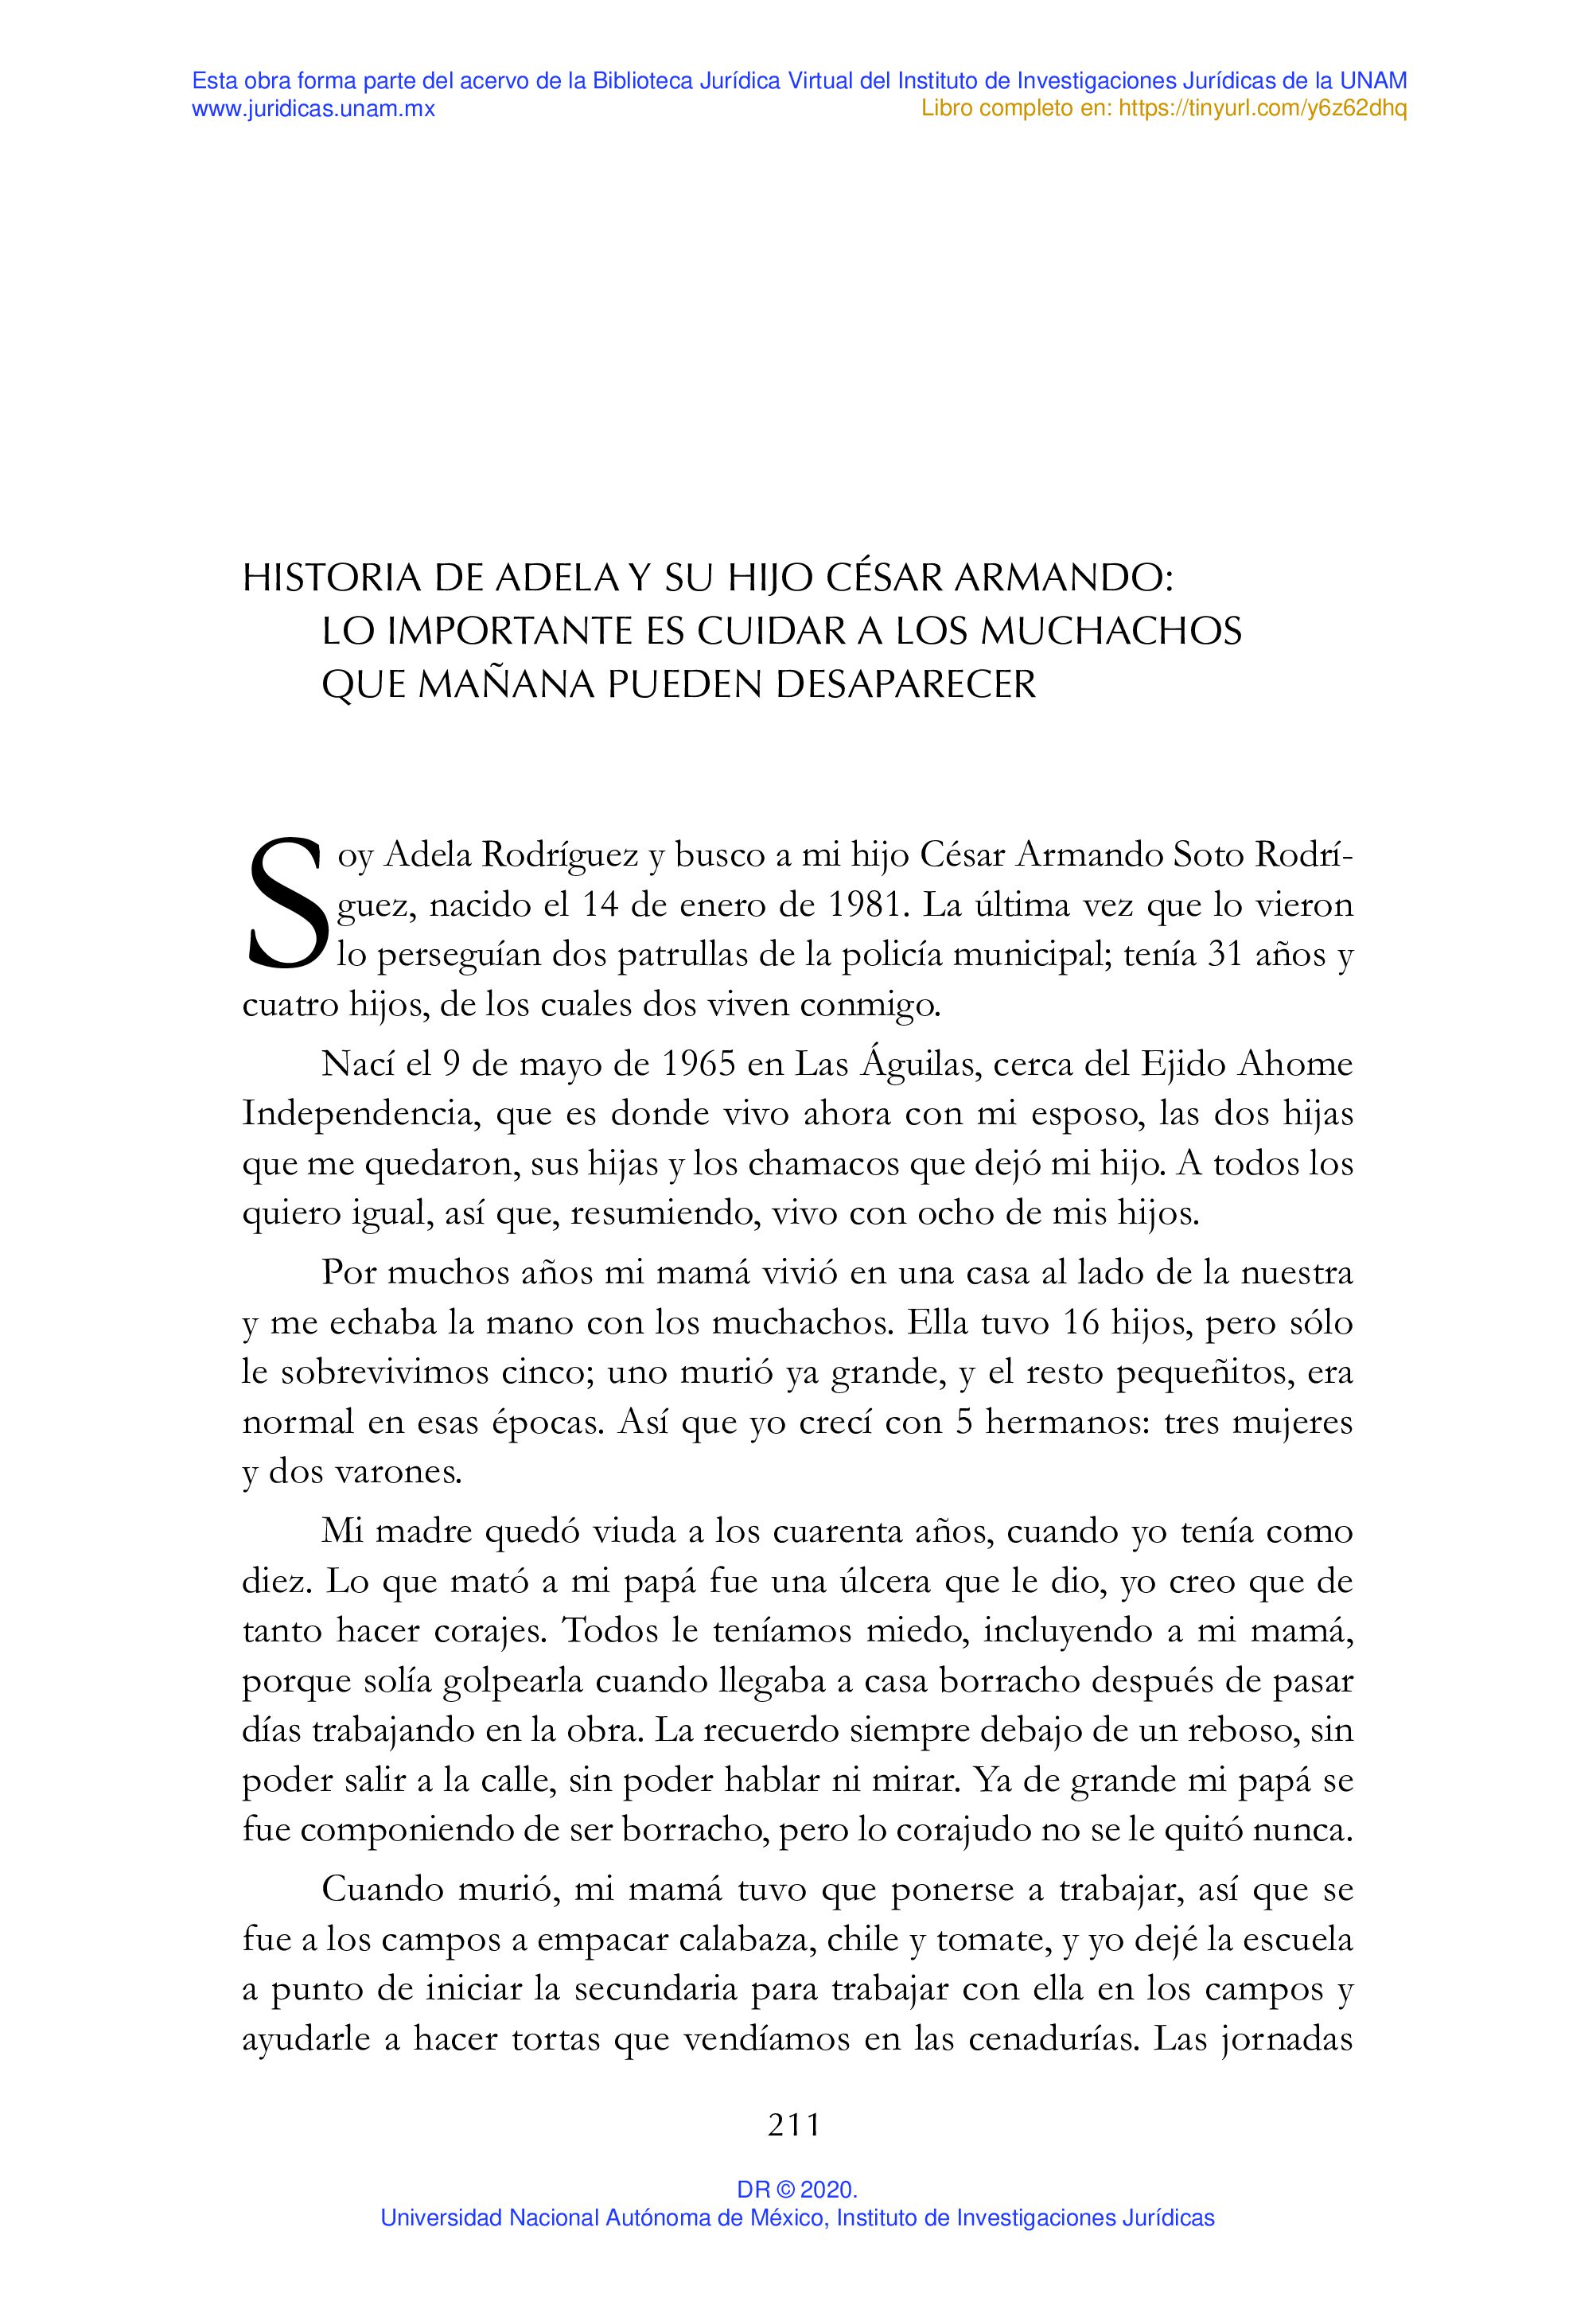 Esta obra forma parte del acervo de la Biblioteca Jurídica Virtual del Instituto de Investigaciones Jurídicas de la UNAM
www.juridicas.unam.mx
Libro completo en: https://tinyurl.com/y6z62dhq
HISTORIA DE ADELA Y SU HIJO CÉSAR ARMANDO:
LO IMPORTANTE ES CUIDAR A LOS MUCHACHOS
QUE MAÑANA PUEDEN DESAPARECER
Soy Adela Rodríguez y busco a mi hijo César Armando Soto Rodrí-
guez, nacido el 14 de enero de 1981. La última vez que lo vieron
lo perseguían dos patrullas de la policía municipal; tenía 31 años y
cuatro hijos, de los cuales dos viven conmigo.
Nací el 9 de mayo de 1965 en Las Águilas, cerca del Ejido Ahome
Independencia, que es donde vivo ahora con mi esposo, las dos hijas
que me quedaron, sus hijas y los chamacos que dejó mi hijo. A todos los
quiero igual, así que, resumiendo, vivo con ocho de mis hijos.
Por muchos años mi mamá vivió en una casa al lado de la nuestra
y me echaba la mano con los muchachos. Ella tuvo 16 hijos, pero sólo
le sobrevivimos cinco; uno murió ya grande, y el resto pequeñitos, era
normal en esas épocas. Así que yo crecí con 5 hermanos: tres mujeres
y dos varones.
Mi madre quedó viuda a los cuarenta años, cuando yo tenía como
diez. Lo que mató a mi papá fue una úlcera que le dio, yo creo que de
tanto hacer corajes. Todos le teníamos miedo, incluyendo a mi mamá,
porque solía golpearla cuando llegaba a casa borracho después de pasar
días trabajando en la obra. La recuerdo siempre debajo de un reboso, sin
poder salir a la calle, sin poder hablar ni mirar. Ya de grande mi papá se
fue componiendo de ser borracho, pero lo corajudo no se le quitó nunca.
Cuando murió, mi mamá tuvo que ponerse a trabajar, así que se
fue a los campos a empacar calabaza, chile y tomate, y yo dejé la escuela
a punto de iniciar la secundaria para trabajar con ella en los campos y
ayudarle a hacer tortas que vendíamos en las cenadurías. Las jornadas
211
DR © 2020.
Universidad Nacional Autónoma de México, Instituto de Investigaciones Jurídicas